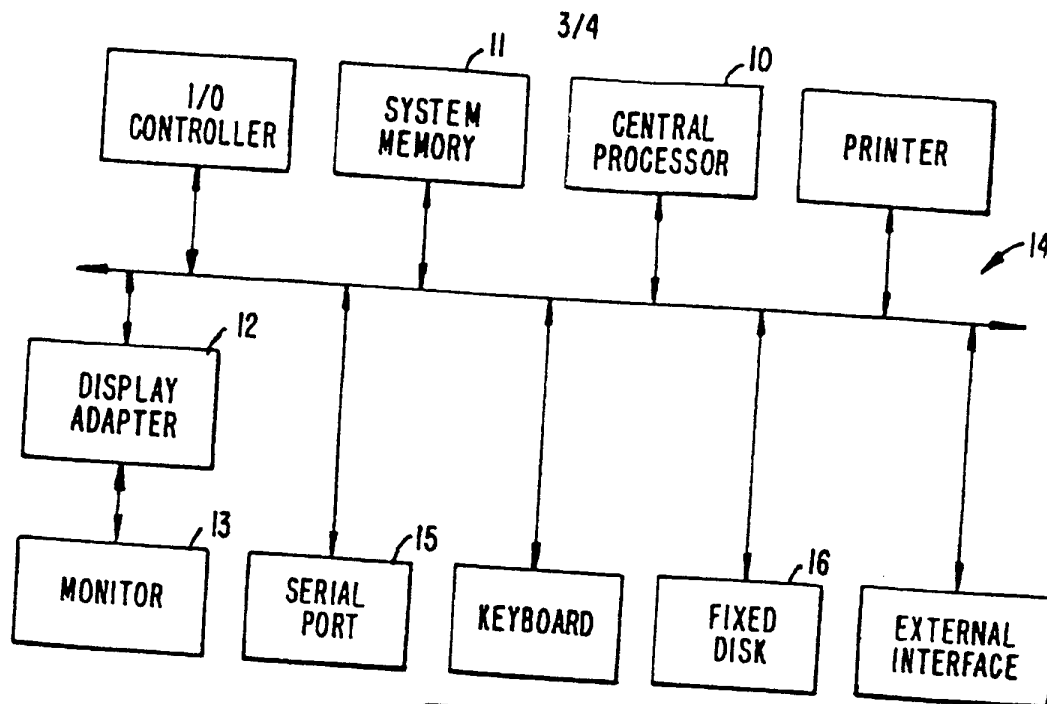 3/4
I/O
CONTROLLER
11
SYSTEM
MEMORY
10
CENTRAL
PROCESSOR
PRINTER
14
12
DISPLAY
ADAPTER
13
MONITOR
15
SERIAL
PORT
KEYBOARD
16
FIXED
DISK
EXTERNAL
INTERFACE